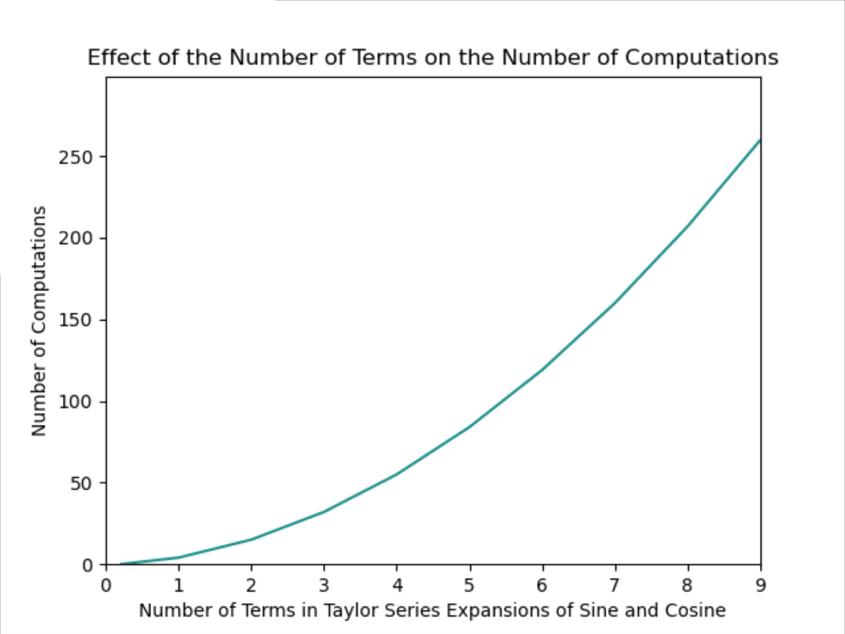 Effect of the Number of Terms on the Number of Computations
250
200
150
100
50
0
Number of Computations
0 1 2 3 4 5 6 7 8 9
Number of Terms in Taylor Series Expansions of Sine and Cosine